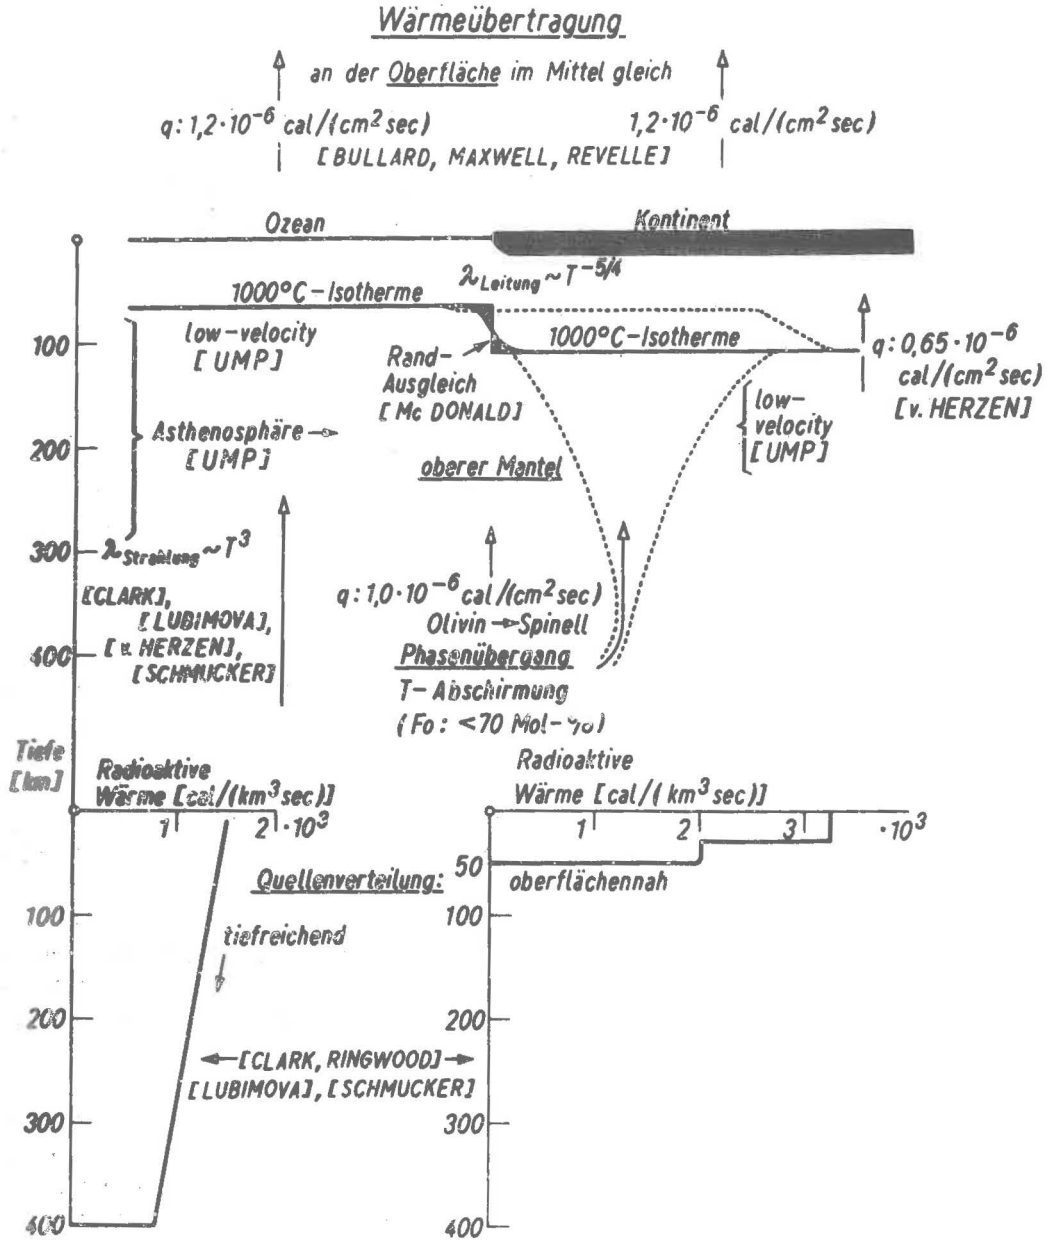 Wärmeübertragung
an der Oberfläche im Mittel gleich
q: 1,2·10⁻⁶ cal/(cm² sec)
1,2·10⁻⁶ cal/(cm² sec)
[BULLARD, MAXWELL, REVELLE]
Ozean
Kontinent
λ Leitung ~ T⁻⁵/⁴
1000°C-Isotherme
low-velocity
[UMP]
100
Rand-
Ausgleich
[Mc DONALD]
1000°C-Isotherme
q: 0,65·10⁻⁶
cal/(cm² sec)
[v. HERZEN]
low-
velocity
[UMP]
Asthenosphäre →
[UMP]
200
oberer Mantel
300
λ Strahlung ~ T³
[CLARK],
[LUBIMOVA],
[v. HERZEN],
[SCHMUCKER]
q: 1,0·10⁻⁶ cal/(cm² sec)
Olivin → Spinell
400
Phasenübergang
T-Abschirmung
(Fo: <70 Mol-%)
Tiefe
[km]
Radioaktive
Wärme [cal/(km³ sec)]
1 2·10³
Radioaktive
Wärme [cal/(km³ sec)]
1 2 3 ·10³
Quellenverteilung:
50
oberflächennah
100
tiefreichend
100
200
200
←[CLARK, RINGWOOD]→
[LUBIMOVA], [SCHMUCKER]
300
300
400
400